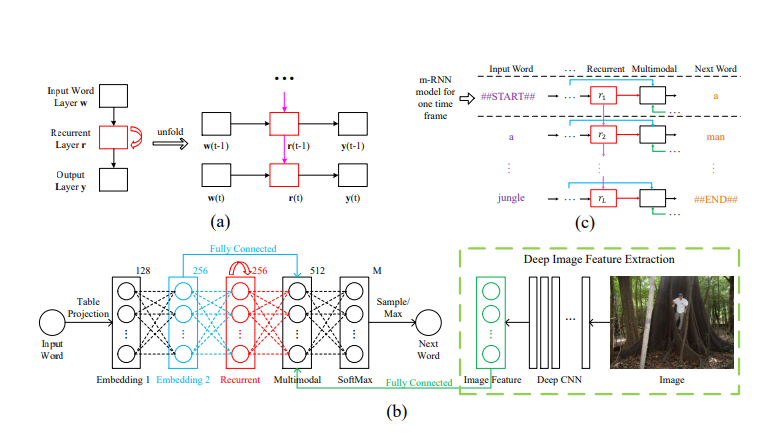 Input Word
Layer w
Recurrent
Layer r
Output
Layer y
unfold
...
w(t-1)
r(t-1)
y(t-1)
w(t)
r(t)
y(t)
(a)
m-RNN
model for
one time
frame
Input Word ... Recurrent Multimodal Next Word
##START## ... r1 ... a
a ... r2 ... man
jungle ... rL ... ##END##
(c)
Fully Connected
128 256 256 512 M
Table
Projection
Input
Word
Embedding 1 Embedding 2 Recurrent Multimodal SoftMax
Sample/
Max
Next
Word
Fully Connected
Deep Image Feature Extraction
...
Image Feature Deep CNN Image
(b)